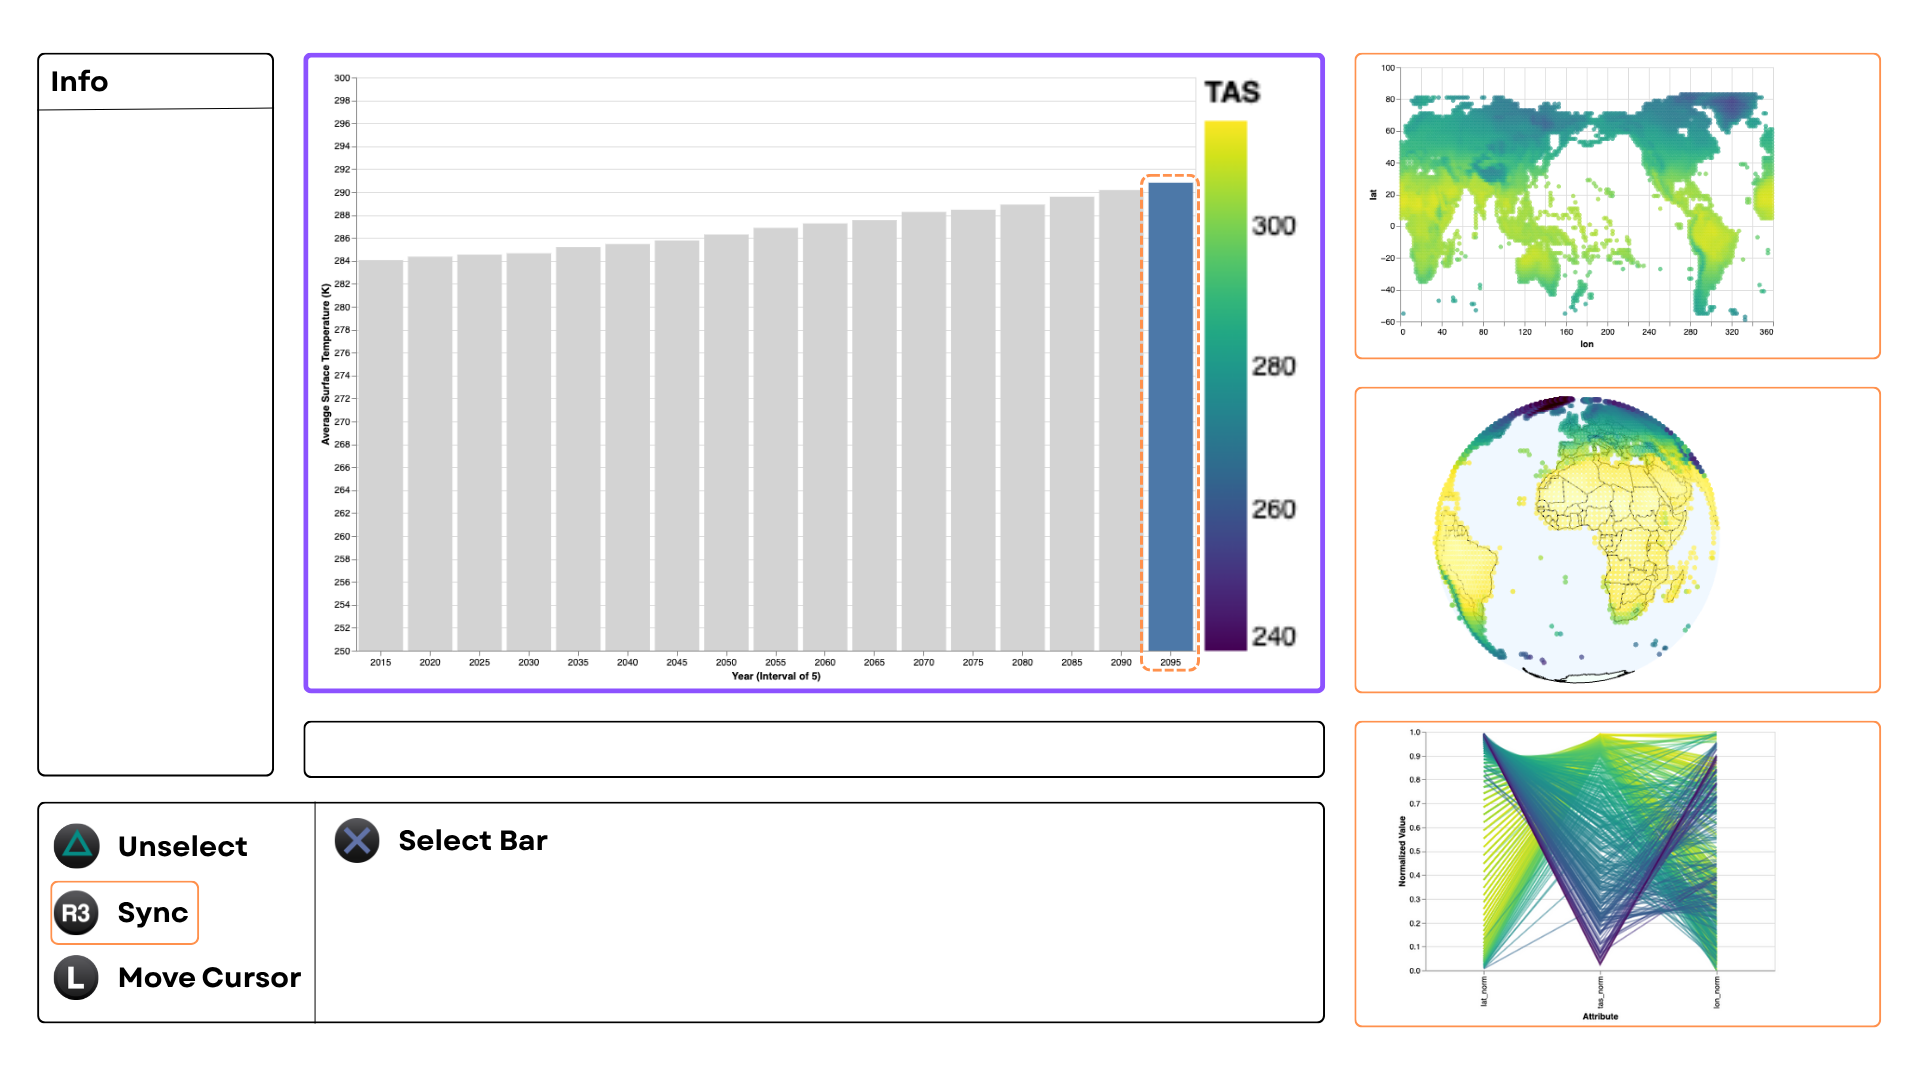 Info
300
298
296
294
292
290
288
286
284
282
280
278
276
274
272
270
268
266
264
262
260
258
256
254
252
250
Average Surface Temperature (K)
2015 2020 2025 2030 2035 2040 2045 2050 2055 2060 2065 2070 2075 2080 2085 2090 2095
Year (Interval of 5)
TAS
300
280
260
240
100
80
60
40
20
0
−20
−40
−60
lat
0 40 80 120 160 200 240 280 320 360
lon
1.0
0.9
0.8
0.7
0.6
0.5
0.4
0.3
0.2
0.1
0.0
Normalized Value
lat_norm
tas_norm
lon_norm
Attribute
Unselect
R3 Sync
L Move Cursor
Select Bar